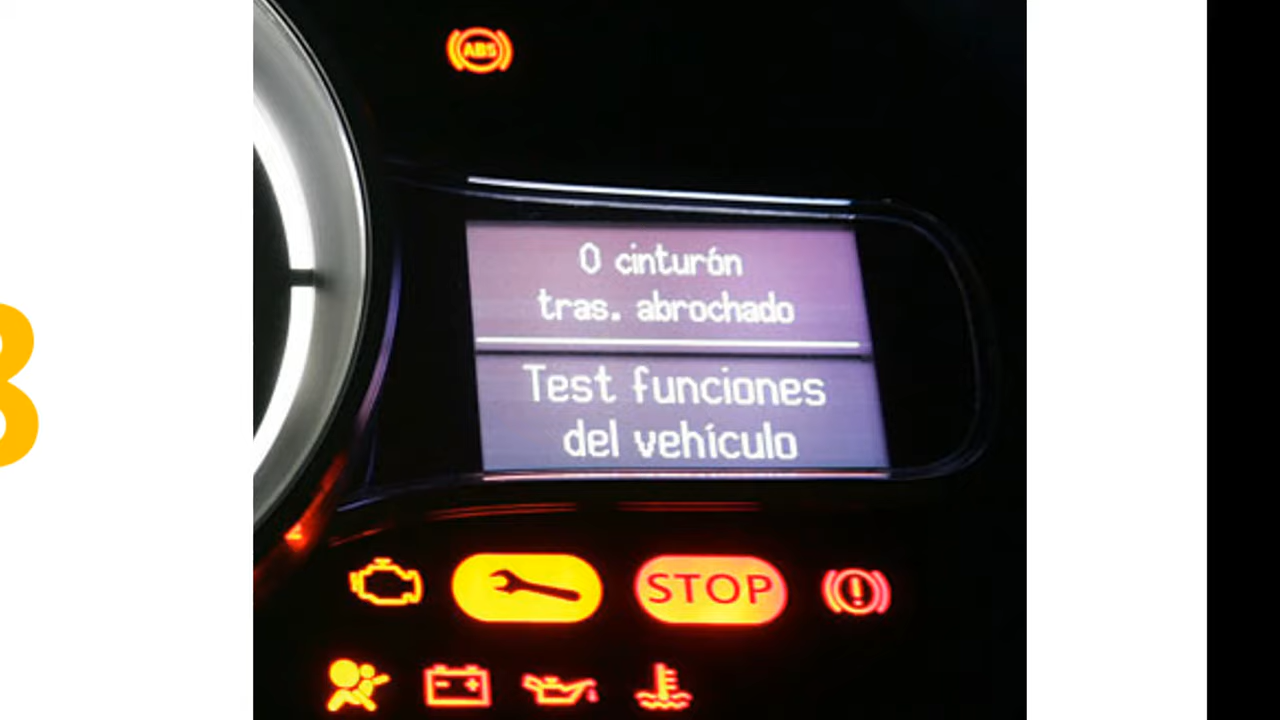 ABS
0 cinturón
tras. abrochado
Test funciones
del vehículo
STOP